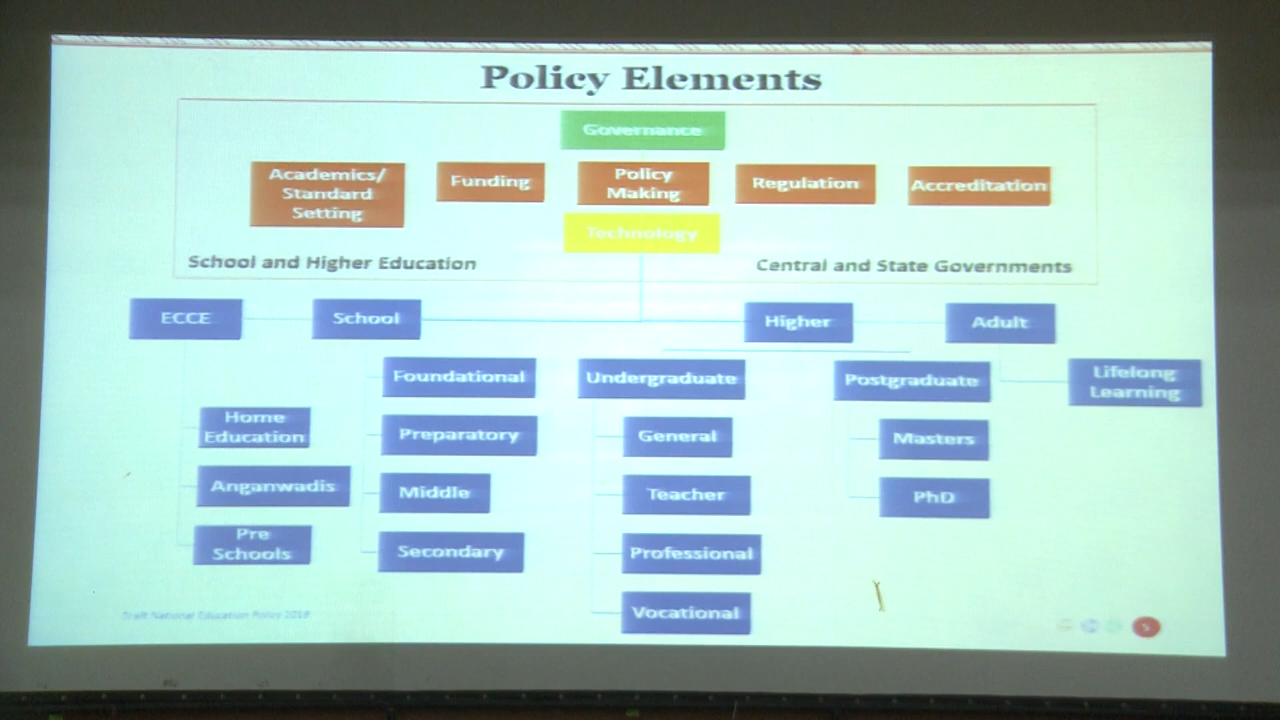 Policy Elements
Governance
Academics/
Standard
Setting
Funding
Policy
Making
Regulation
Accreditation
Technology
School and Higher Education
Central and State Governments
ECCE
School
Higher
Adult
Foundational
Undergraduate
Postgraduate
Lifelong
Learning
Home
Education
Preparatory
General
Masters
Anganwadis
Middle
Teacher
PhD
Pre
Schools
Secondary
Professional
Vocational
Draft National Education Policy 2019
5